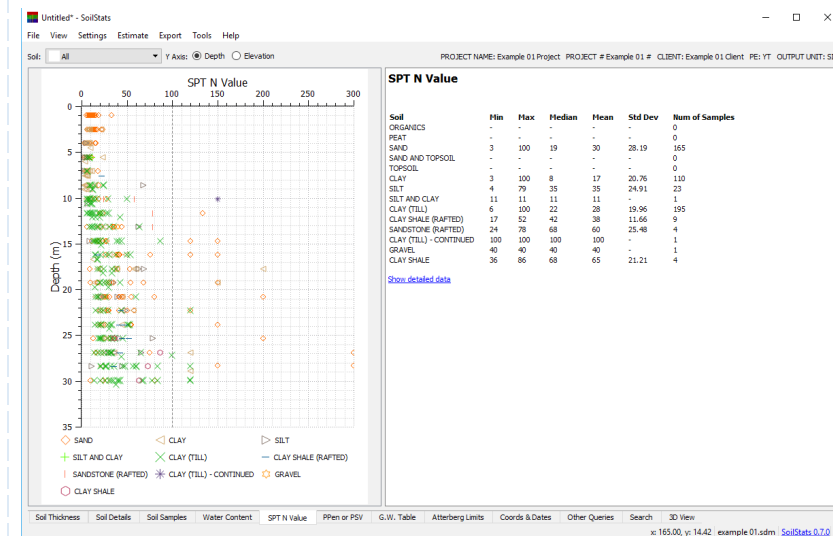 Untitled* - SoilStats
File View Settings Estimate Export Tools Help
Soil: All Y Axis: Depth Elevation PROJECT NAME: Example 01 Project PROJECT # Example 01 # CLIENT: Example 01 Client PE: YT OUTPUT UNIT: SI
SPT N Value
0 50 100 150 200 250 300
0
5
10
15
20
25
30
35
Depth (m)
SAND CLAY SILT
SILT AND CLAY CLAY (TILL) CLAY SHALE (RAFTED)
SANDSTONE (RAFTED) CLAY (TILL) - CONTINUED GRAVEL
CLAY SHALE
SPT N Value
Soil Min Max Median Mean Std Dev Num of Samples
ORGANICS - - - - - 0
PEAT - - - - - 0
SAND 3 100 19 30 28.19 165
SAND AND TOPSOIL - - - - - 0
TOPSOIL - - - - - 0
CLAY 3 100 8 17 20.76 110
SILT 4 79 35 35 24.91 23
SILT AND CLAY 11 11 11 11 - 1
CLAY (TILL) 6 100 22 28 19.96 195
CLAY SHALE (RAFTED) 17 52 42 38 11.66 9
SANDSTONE (RAFTED) 24 78 68 60 25.48 4
CLAY (TILL) - CONTINUED 100 100 100 100 - 1
GRAVEL 40 40 40 40 - 1
CLAY SHALE 36 86 68 65 21.21 4
Show detailed data
Soil Thickness Soil Details Soil Samples Water Content SPT N Value PPen or PSV G.W. Table Atterberg Limits Coords & Dates Other Queries Search 3D View
x: 165.00, y: 14.42 example 01.sdm SoilStats 0.7.0